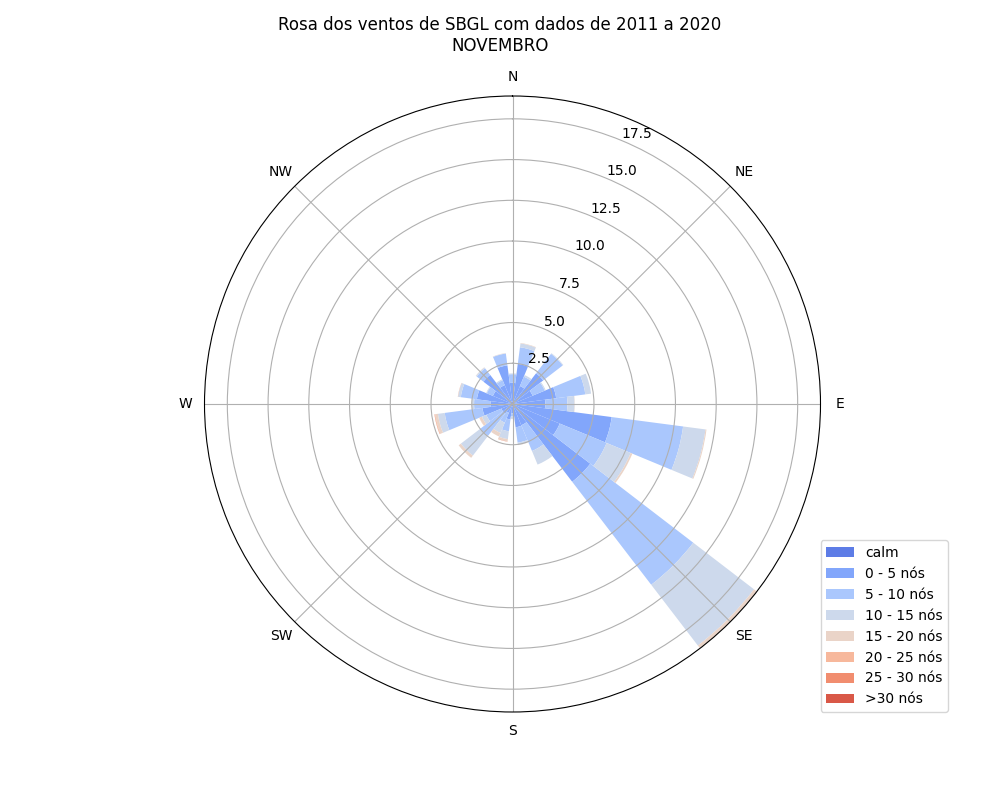 Rosa dos ventos de SBGL com dados de 2011 a 2020
NOVEMBRO
N
NW
NE
17.5
15.0
12.5
10.0
7.5
5.0
2.5
W
E
SW
SE
S
calm
0 - 5 nós
5 - 10 nós
10 - 15 nós
15 - 20 nós
20 - 25 nós
25 - 30 nós
>30 nós